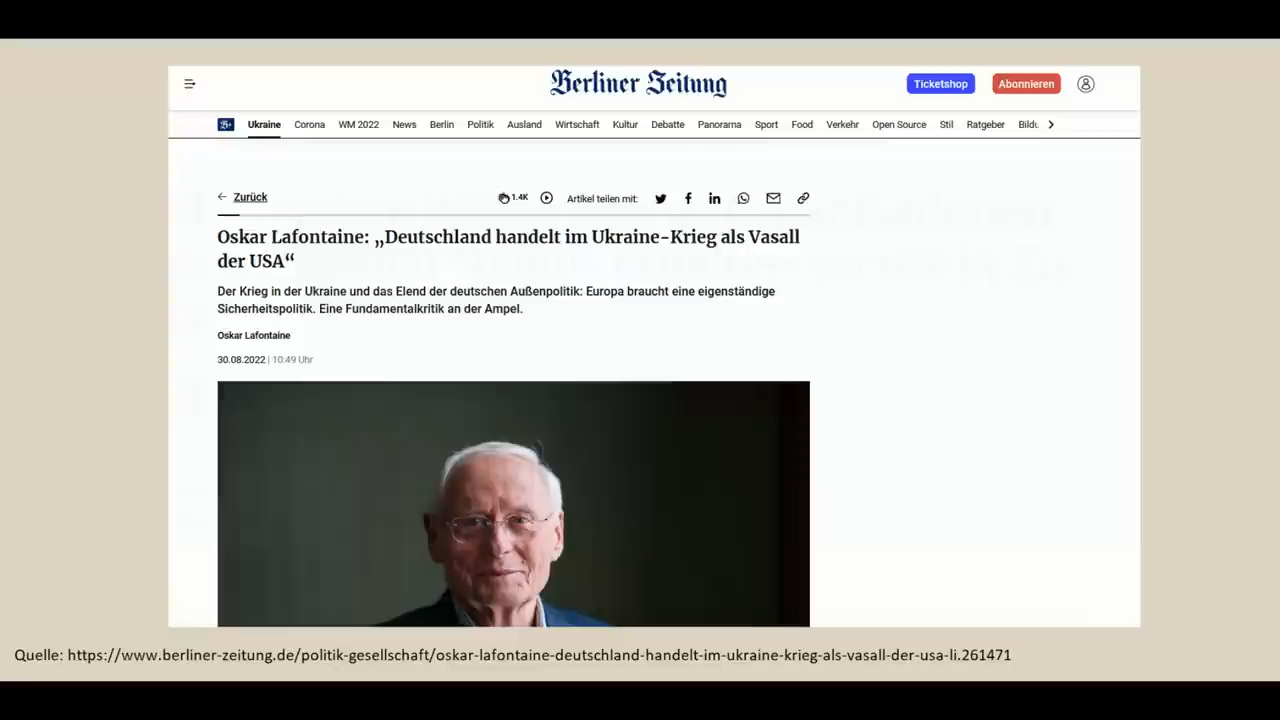 Berliner Zeitung
Ticketshop
Abonnieren
B+
Ukraine Corona WM 2022 News Berlin Politik Ausland Wirtschaft Kultur Debatte Panorama Sport Food Verkehr Open Source Stil Ratgeber Bildu
Zurück
1.4K
Artikel teilen mit:
Oskar Lafontaine: „Deutschland handelt im Ukraine-Krieg als Vasall
der USA“
Der Krieg in der Ukraine und das Elend der deutschen Außenpolitik: Europa braucht eine eigenständige
Sicherheitspolitik. Eine Fundamentalkritik an der Ampel.
Oskar Lafontaine
30.08.2022 | 10:49 Uhr
Quelle: https://www.berliner-zeitung.de/politik-gesellschaft/oskar-lafontaine-deutschland-handelt-im-ukraine-krieg-als-vasall-der-usa-li.261471